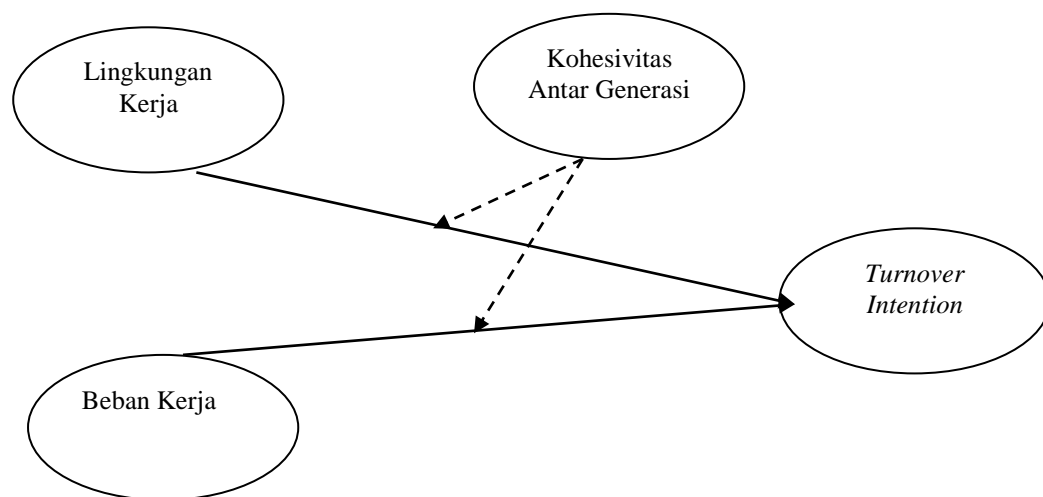 Lingkungan
Kerja
Kohesivitas
Antar Generasi
Turnover
Intention
Beban Kerja